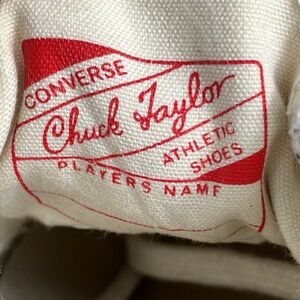 CONVERSE
Chuck Taylor
ATHLETIC
SHOES
PLAYERS NAME